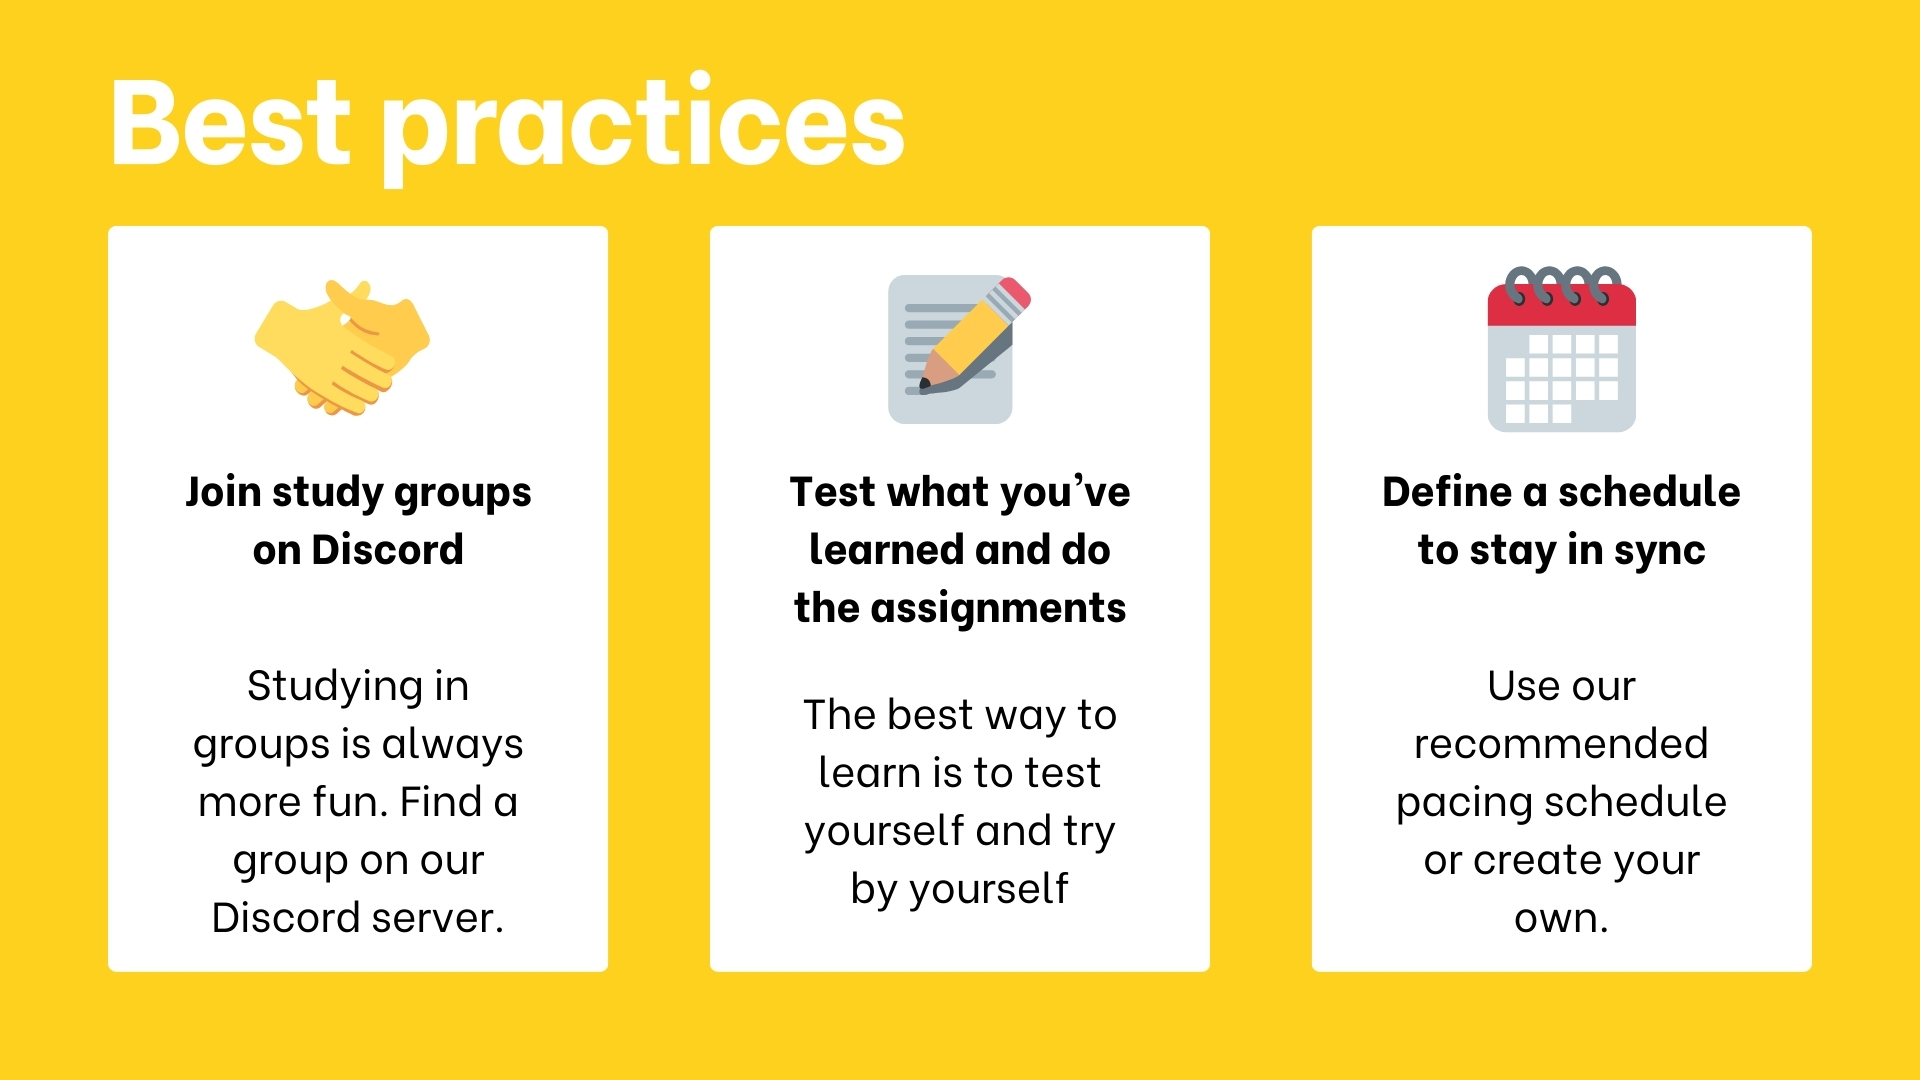 Best practices
Join study groups
on Discord
Studying in
groups is always
more fun. Find a
group on our
Discord server.
Test what you’ve
learned and do
the assignments
The best way to
learn is to test
yourself and try
by yourself
Define a schedule
to stay in sync
Use our
recommended
pacing schedule
or create your
own.